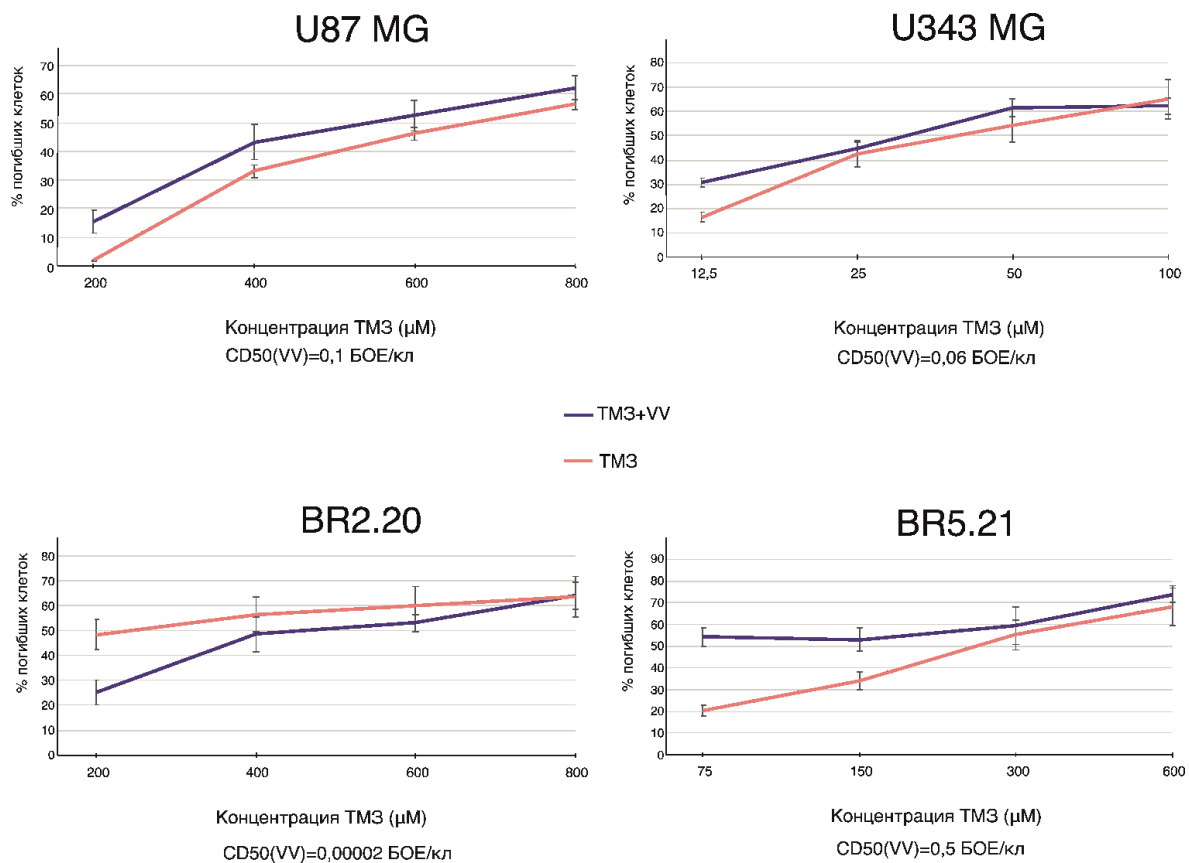 U87 MG
% погибших клеток
70
60
50
40
30
20
10
0
200
400
600
800
Концентрация ТМЗ (µM)
CD50(VV)=0,1 БОЕ/кл
U343 MG
% погибших клеток
80
70
60
50
40
30
20
10
0
12,5
25
50
100
Концентрация ТМЗ (µM)
CD50(VV)=0,06 БОЕ/кл
ТМЗ+VV
ТМЗ
BR2.20
% погибших клеток
80
70
60
50
40
30
20
10
0
200
400
600
800
Концентрация ТМЗ (µM)
CD50(VV)=0,00002 БОЕ/кл
BR5.21
% погибших клеток
90
80
70
60
50
40
30
20
10
0
75
150
300
600
Концентрация ТМЗ (µM)
CD50(VV)=0,5 БОЕ/кл